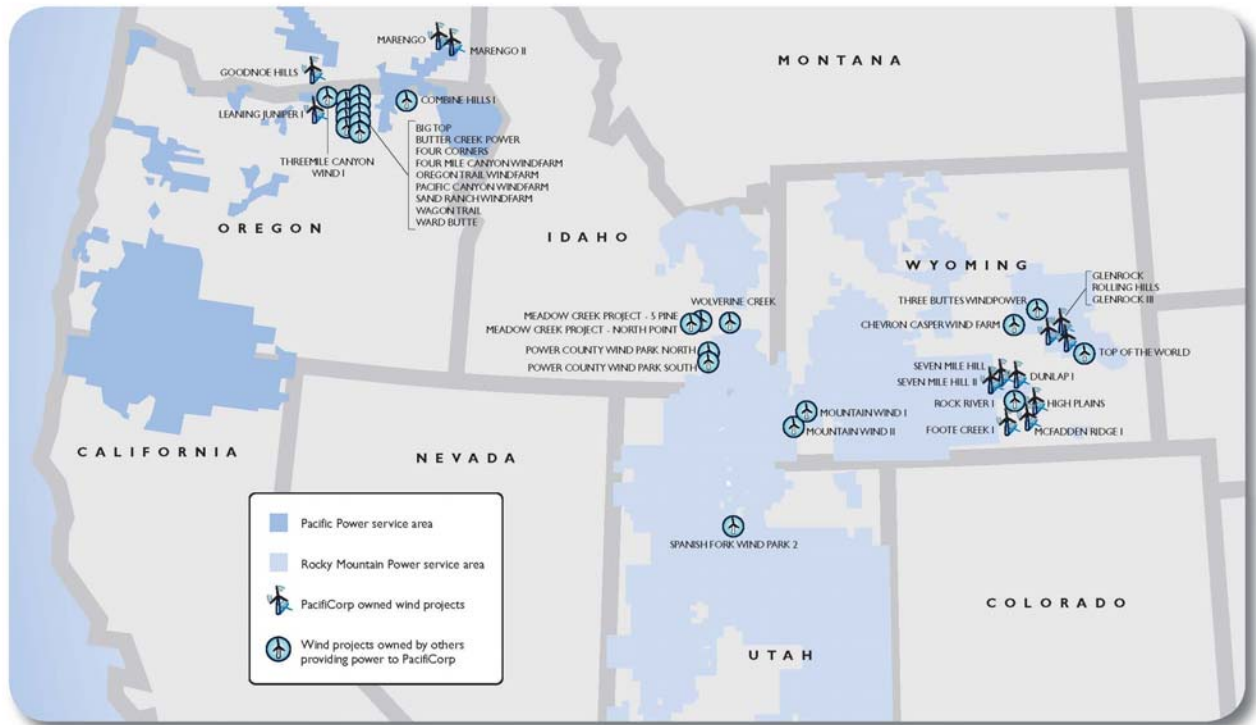 MONTANA
MARENGO
MARENGO II
GOODNOE HILLS
COMBINE HILLS I
LEANING JUNIPER I
THREEMILE CANYON
WIND I
BIG TOP
BUTTER CREEK POWER
FOUR CORNERS
FOUR MILE CANYON WINDFARM
OREGON TRAIL WINDFARM
PACIFIC CANYON WINDFARM
SAND RANCH WINDFARM
WAGON TRAIL
WARD BUTTE
OREGON
IDAHO
WYOMING
GLENROCK
ROLLING HILLS
GLENROCK III
THREE BUTTES WINDPOWER
CHEVRON CASPER WIND FARM
TOP OF THE WORLD
WOLVERINE CREEK
MEADOW CREEK PROJECT - 5 PINE
MEADOW CREEK PROJECT - NORTH POINT
POWER COUNTY WIND PARK NORTH
POWER COUNTY WIND PARK SOUTH
SEVEN MILE HILL
SEVEN MILE HILL II
DUNLAP I
ROCK RIVER I
HIGH PLAINS
FOOTE CREEK I
MCFADDEN RIDGE I
MOUNTAIN WIND I
MOUNTAIN WIND II
CALIFORNIA
NEVADA
SPANISH FORK WIND PARK 2
COLORADO
UTAH
Pacific Power service area
Rocky Mountain Power service area
PacifiCorp owned wind projects
Wind projects owned by others
providing power to PacifiCorp